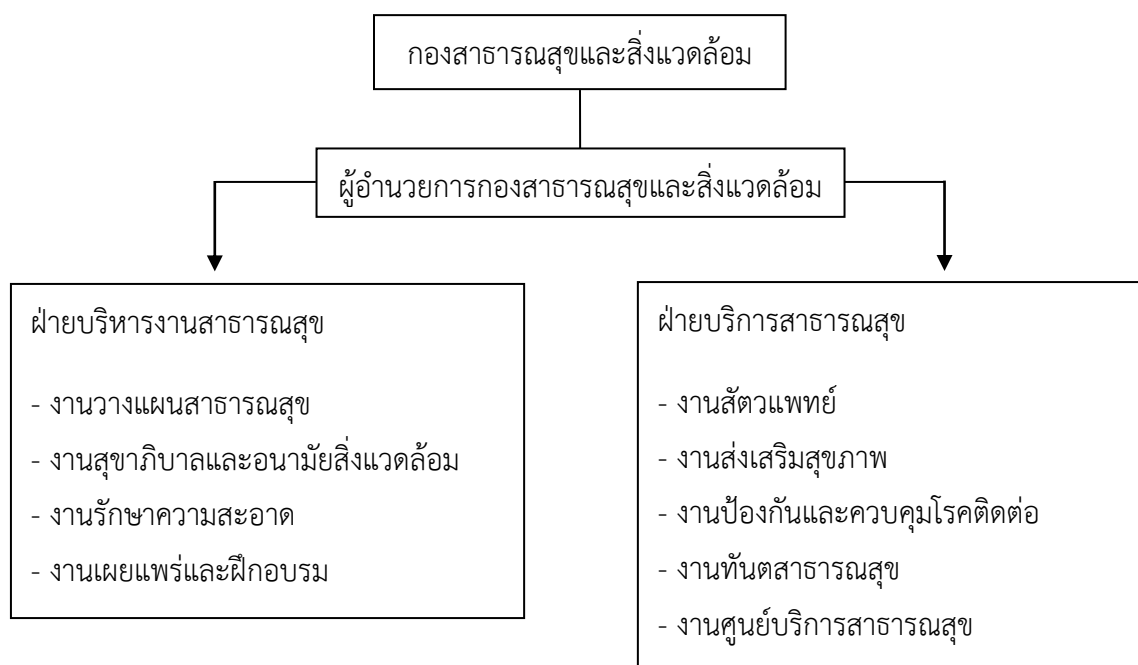 กองสาธารณสุขและสิ่งแวดล้อม
ผู้อำนวยการกองสาธารณสุขและสิ่งแวดล้อม
ฝ่ายบริหารงานสาธารณสุข
- งานวางแผนสาธารณสุข
- งานสุขาภิบาลและอนามัยสิ่งแวดล้อม
- งานรักษาความสะอาด
- งานเผยแพร่และฝึกอบรม
ฝ่ายบริการสาธารณสุข
- งานสัตวแพทย์
- งานส่งเสริมสุขภาพ
- งานป้องกันและควบคุมโรคติดต่อ
- งานทันตสาธารณสุข
- งานศูนย์บริการสาธารณสุข